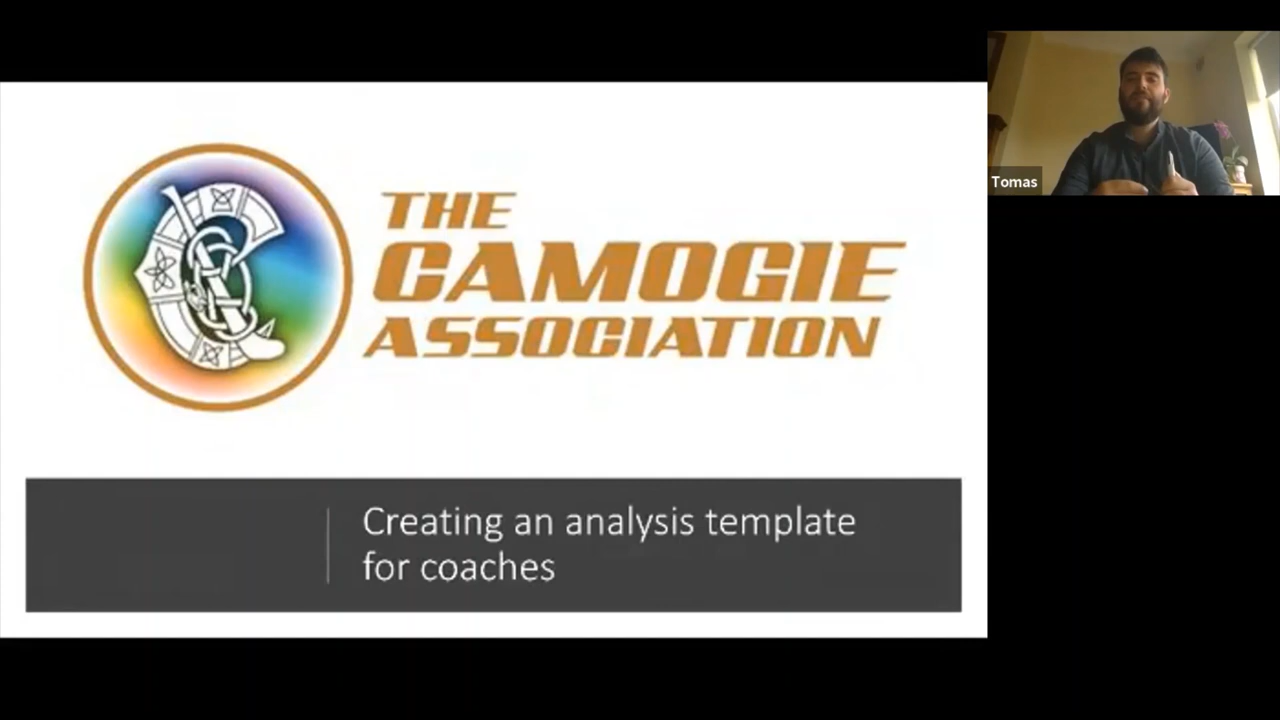 THE
CAMOGIE
ASSOCIATION
Creating an analysis template
for coaches
Tomas